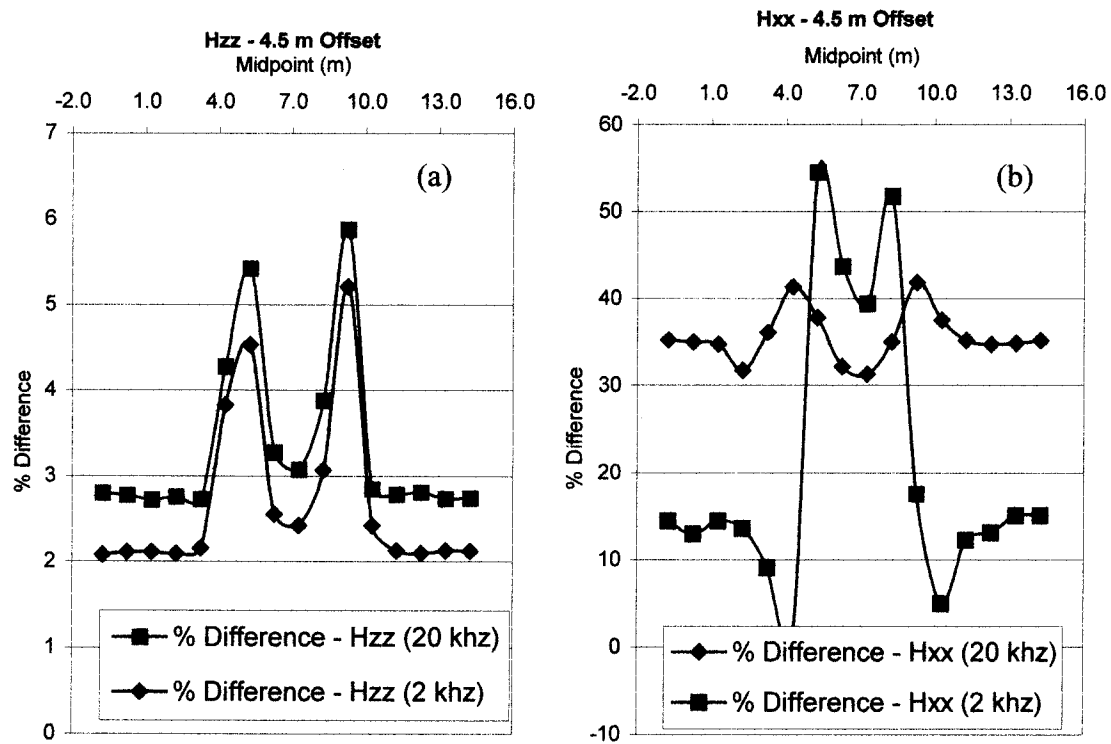 Hzz - 4.5 m Offset
Midpoint (m)
-2.0 1.0 4.0 7.0 10.0 13.0 16.0
7
6
5
4
3
2
1
0
% Difference
(a)
% Difference - Hzz (20 khz)
% Difference - Hzz (2 khz)
Hxx - 4.5 m Offset
Midpoint (m)
-2.0 1.0 4.0 7.0 10.0 13.0 16.0
60
50
40
30
20
10
0
-10
% Difference
(b)
% Difference - Hxx (20 khz)
% Difference - Hxx (2 khz)